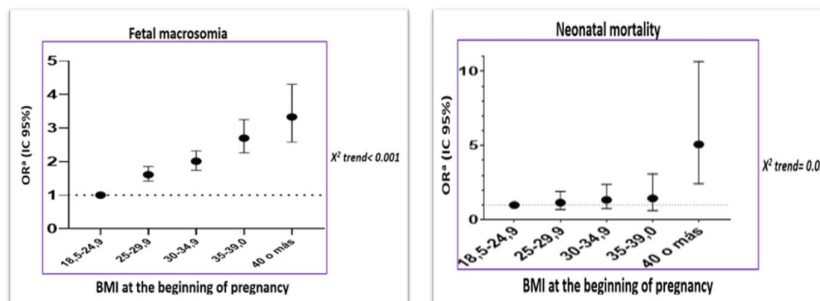 Fetal macrosomia
5
4
3
2
1
0
ORᵃ (IC 95%)
18,5-24,9
25-29,9
30-34,9
35-39,0
40 o más
X² trend< 0.001
BMI at the beginning of pregnancy
Neonatal mortality
10
5
0
ORᵃ (IC 95%)
18,5-24,9
25-29,9
30-34,9
35-39,0
40 o más
X² trend= 0.0
BMI at the beginning of pregnancy